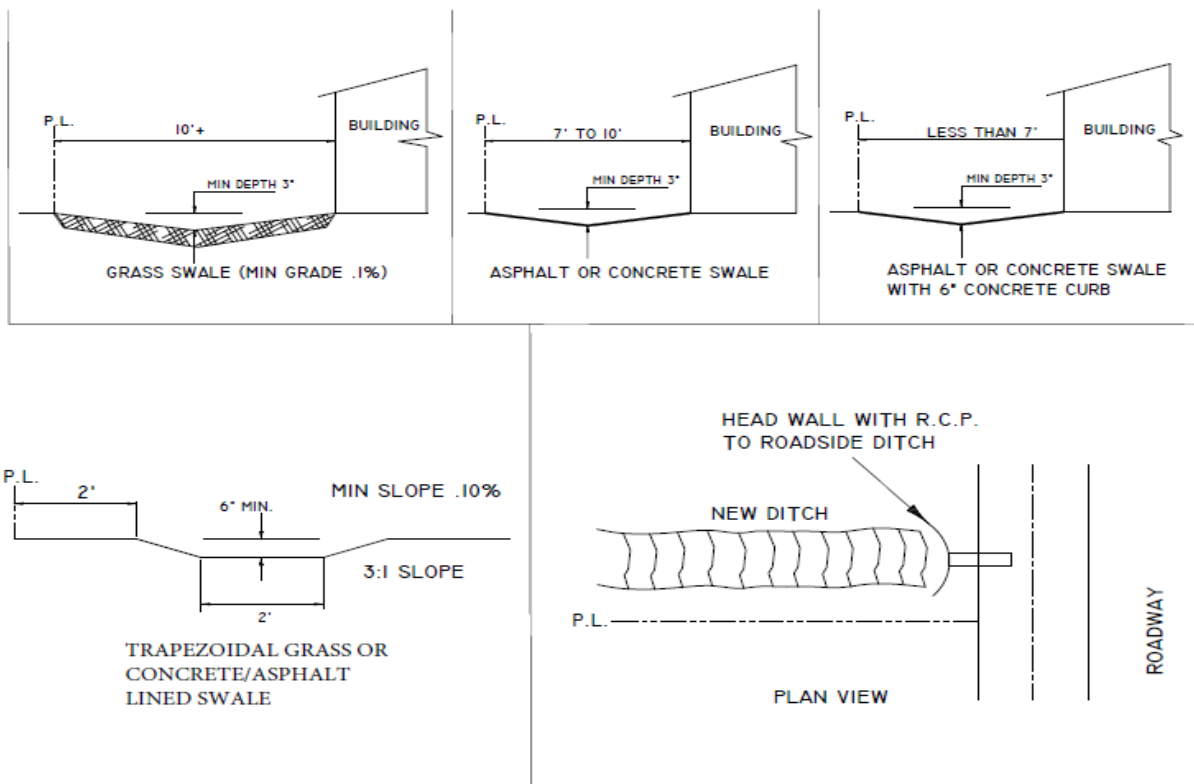 P.L.
10'+
BUILDING
MIN DEPTH 3"
GRASS SWALE (MIN GRADE .1%)
P.L.
7' TO 10'
BUILDING
MIN DEPTH 3"
ASPHALT OR CONCRETE SWALE
P.L.
LESS THAN 7'
BUILDING
MIN DEPTH 3"
ASPHALT OR CONCRETE SWALE
WITH 6" CONCRETE CURB
P.L.
2'
6" MIN.
MIN SLOPE .10%
3:1 SLOPE
2'
TRAPEZOIDAL GRASS OR
CONCRETE/ASPHALT
LINED SWALE
HEAD WALL WITH R.C.P.
TO ROADSIDE DITCH
NEW DITCH
P.L.
ROADWAY
PLAN VIEW